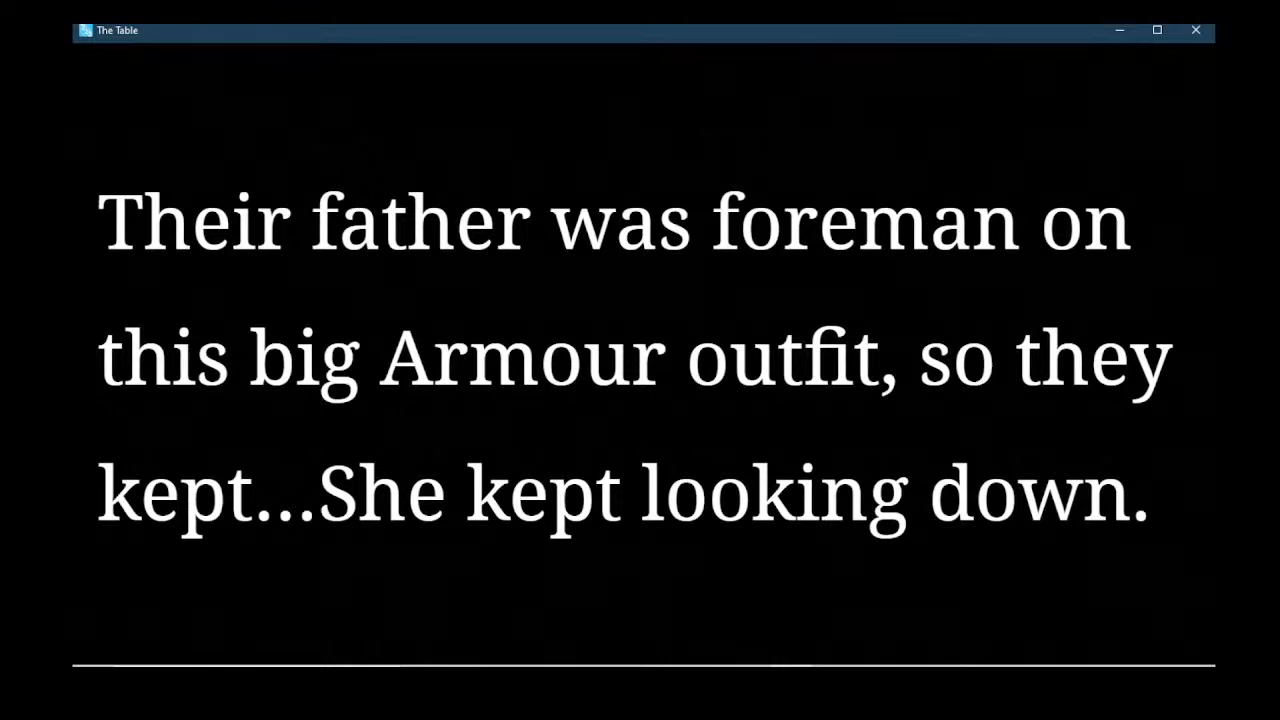 The Table
Their father was foreman on
this big Armour outfit, so they
kept...She kept looking down.